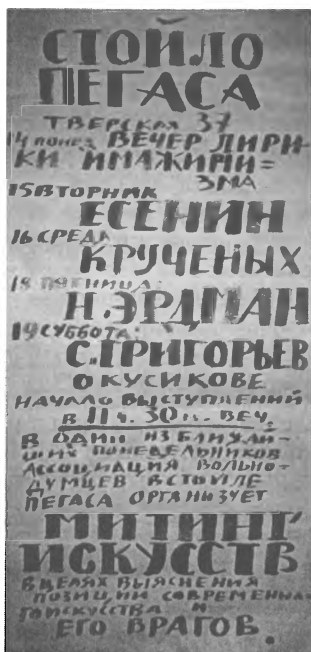 СТОЙЛО
ПЕГАСА
ТВЕРСКАЯ 37
14 понед ВЕЧЕР ЛИРИ-
КИ ИМАЖИНИ=
ЗМА
15 ВТОРНИК
ЕСЕНИН
16 СРЕДА
КРУЧЕНЫХ
18 ПЯТНИЦА:
Н. ЭРДМАН
19 СУББОТА:
С. ГРИГОРЬЕВ
О КУСИКОВЕ
НАЧАЛО ВЫСТУПЛЕНИЙ
В 11 ч. 30 м. ВЕЧ.
В ОДИН ИЗ БЛИЖАЙ-
ШИХ ПОНЕДЕЛЬНИКОВ
АССОЦИАЦИЯ ВОЛЬНО-
ДУМЦЕВ В СТОЙЛЕ
ПЕГАСА ОРГАНЫЗУЕТ
МИТИНГ
ИСКУССТВ
В ЦЕЛЯХ ВЫЯСНЕНИЯ
ПОЗИЦИИ СОВРЕМЕННА-
ГО ИСКУССТВА И
ЕГО ВРАГОВ.